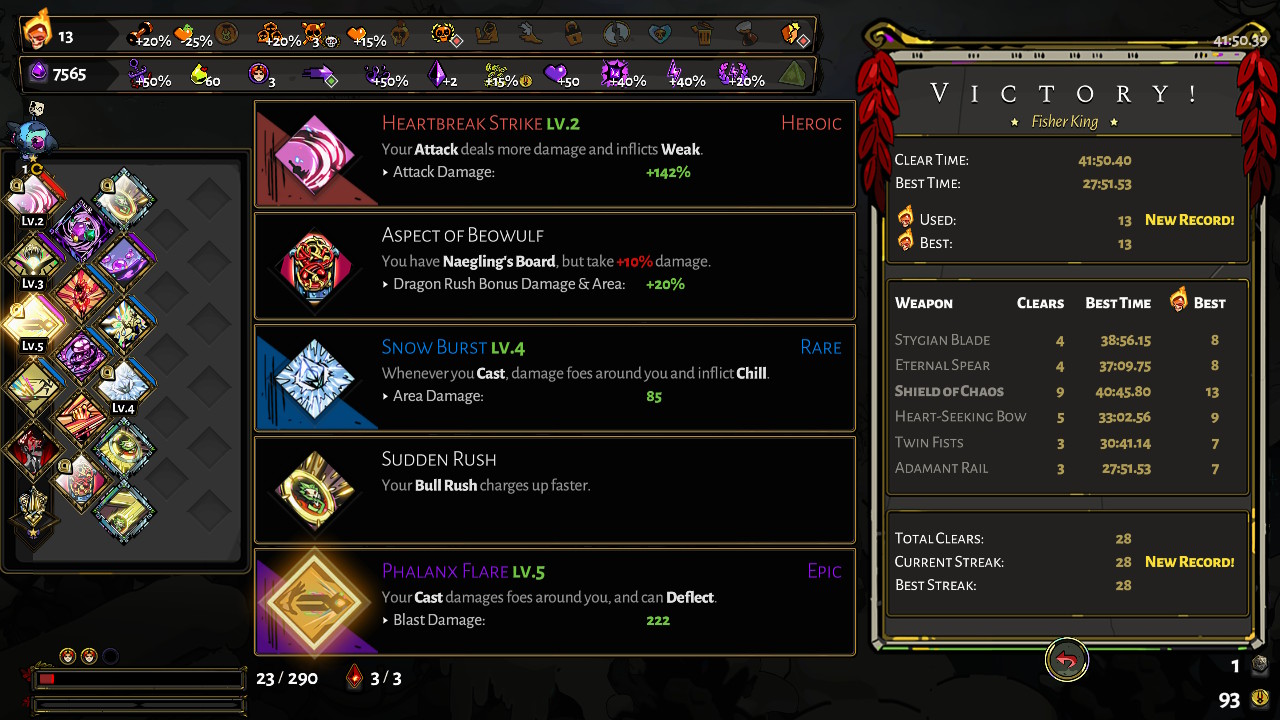 13
+20%
-25%
+20%
3
+15%
7565
+50%
60
3
+50%
+2
+15%
+50
+40%
+40%
+20%
1
Lv.2
Lv.3
Lv.5
Lv.4
HEARTBREAK STRIKE LV.2 HEROIC
Your Attack deals more damage and inflicts Weak.
Attack Damage: +142%
ASPECT OF BEOWULF
You have Naegling's Board, but take +10% damage.
Dragon Rush Bonus Damage & Area: +20%
SNOW BURST LV.4 RARE
Whenever you Cast, damage foes around you and inflict Chill.
Area Damage: 85
SUDDEN RUSH
Your Bull Rush charges up faster.
PHALANX FLARE LV.5 EPIC
Your Cast damages foes around you, and can Deflect.
Blast Damage: 222
23 / 290 3 / 3
41:50.39
VICTORY!
Fisher King
CLEAR TIME: 41:50.40
BEST TIME: 27:51.53
USED: 13 NEW RECORD!
BEST: 13
WEAPON CLEARS BEST TIME BEST
STYGIAN BLADE 4 38:56.15 8
ETERNAL SPEAR 4 37:09.75 8
SHIELD OF CHAOS 9 40:45.80 13
HEART-SEEKING BOW 5 33:02.56 9
TWIN FISTS 3 30:41.14 7
ADAMANT RAIL 3 27:51.53 7
TOTAL CLEARS: 28
CURRENT STREAK: 28 NEW RECORD!
BEST STREAK: 28
1
93